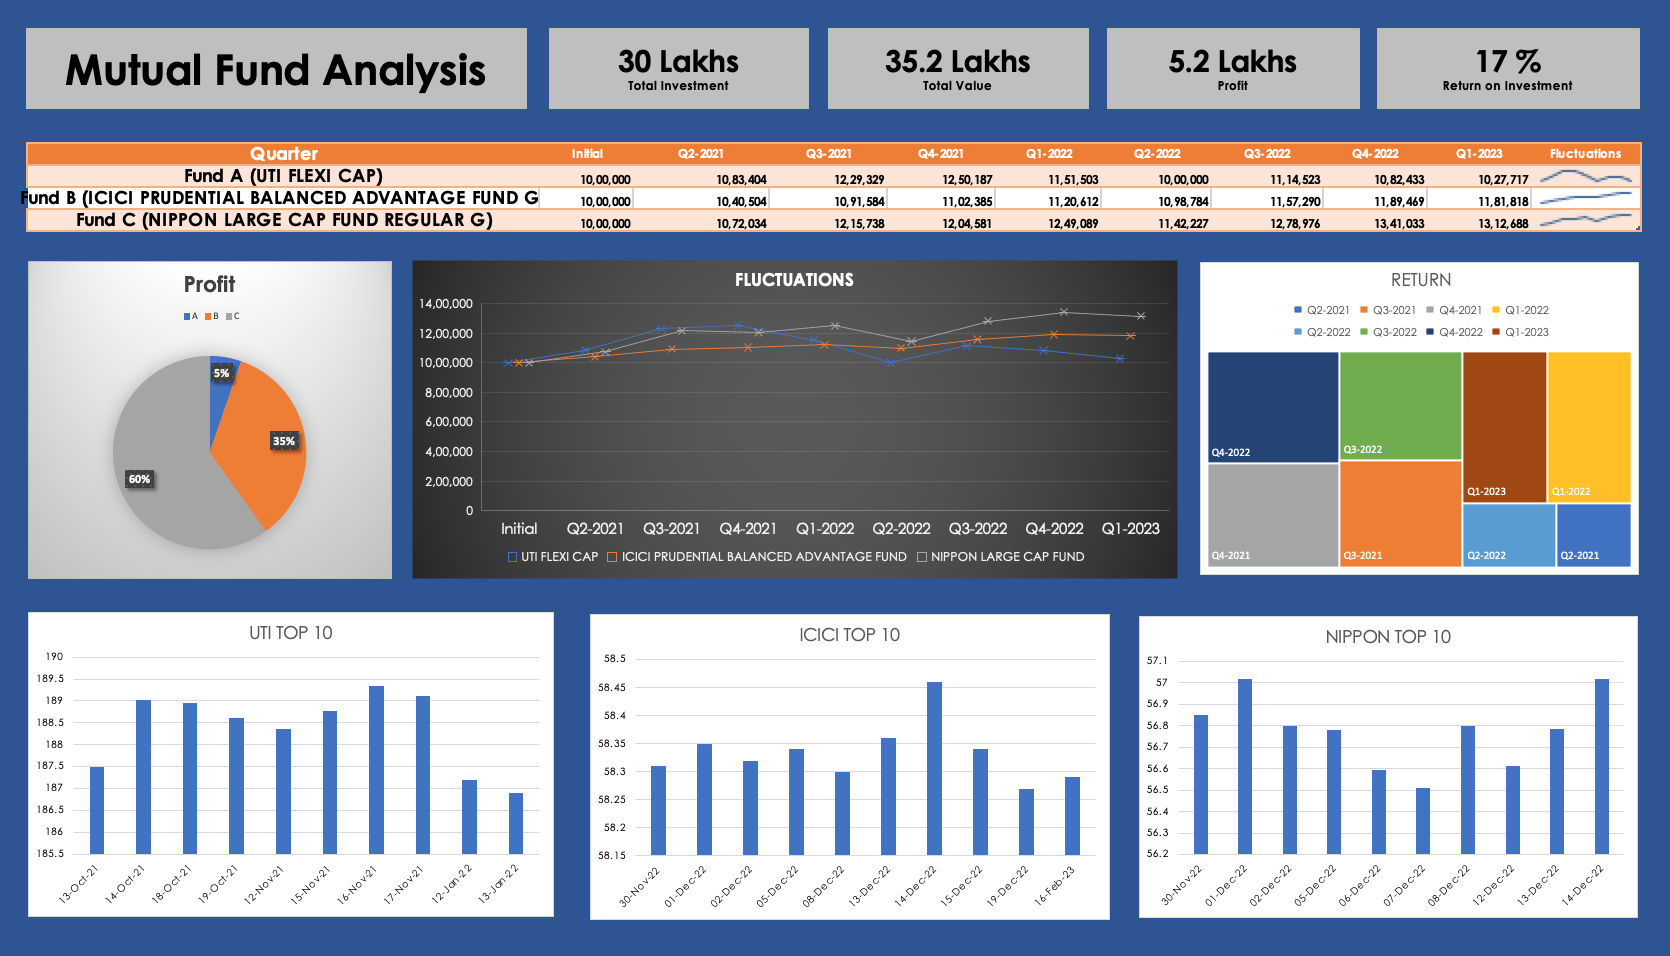 Mutual Fund Analysis
30 Lakhs
Total Investment
35.2 Lakhs
Total Value
5.2 Lakhs
Profit
17 %
Return on Investment
Quarter Initial Q2-2021 Q3-2021 Q4-2021 Q1-2022 Q2-2022 Q3-2022 Q4-2022 Q1-2023 Fluctuations
Fund A (UTI FLEXI CAP) 10,00,000 10,83,404 12,29,329 12,50,187 11,51,503 10,00,000 11,14,523 10,82,433 10,27,717
Fund B (ICICI PRUDENTIAL BALANCED ADVANTAGE FUND G 10,00,000 10,40,504 10,91,584 11,02,385 11,20,612 10,98,784 11,57,290 11,89,469 11,81,818
Fund C (NIPPON LARGE CAP FUND REGULAR G) 10,00,000 10,72,034 12,15,738 12,04,581 12,49,089 11,42,227 12,78,976 13,41,033 13,12,688
Profit
A B C
5%
35%
60%
FLUCTUATIONS
14,00,000
12,00,000
10,00,000
8,00,000
6,00,000
4,00,000
2,00,000
0
Initial Q2-2021 Q3-2021 Q4-2021 Q1-2022 Q2-2022 Q3-2022 Q4-2022 Q1-2023
UTI FLEXI CAP ICICI PRUDENTIAL BALANCED ADVANTAGE FUND NIPPON LARGE CAP FUND
RETURN
Q2-2021 Q3-2021 Q4-2021 Q1-2022
Q2-2022 Q3-2022 Q4-2022 Q1-2023
Q4-2022
Q3-2022
Q1-2023
Q1-2022
Q4-2021
Q3-2021
Q2-2022
Q2-2021
UTI TOP 10
190
189.5
189
188.5
188
187.5
187
186.5
186
185.5
13-Oct-21 14-Oct-21 18-Oct-21 19-Oct-21 12-Nov-21 15-Nov-21 16-Nov-21 17-Nov-21 12-Jan-22 13-Jan-22
ICICI TOP 10
58.5
58.45
58.4
58.35
58.3
58.25
58.2
58.15
30-Nov-22 01-Dec-22 02-Dec-22 05-Dec-22 08-Dec-22 13-Dec-22 14-Dec-22 15-Dec-22 19-Dec-22 16-Feb-23
NIPPON TOP 10
57.1
57
56.9
56.8
56.7
56.6
56.5
56.4
56.3
56.2
30-Nov-22 01-Dec-22 02-Dec-22 05-Dec-22 06-Dec-22 07-Dec-22 08-Dec-22 12-Dec-22 13-Dec-22 14-Dec-22